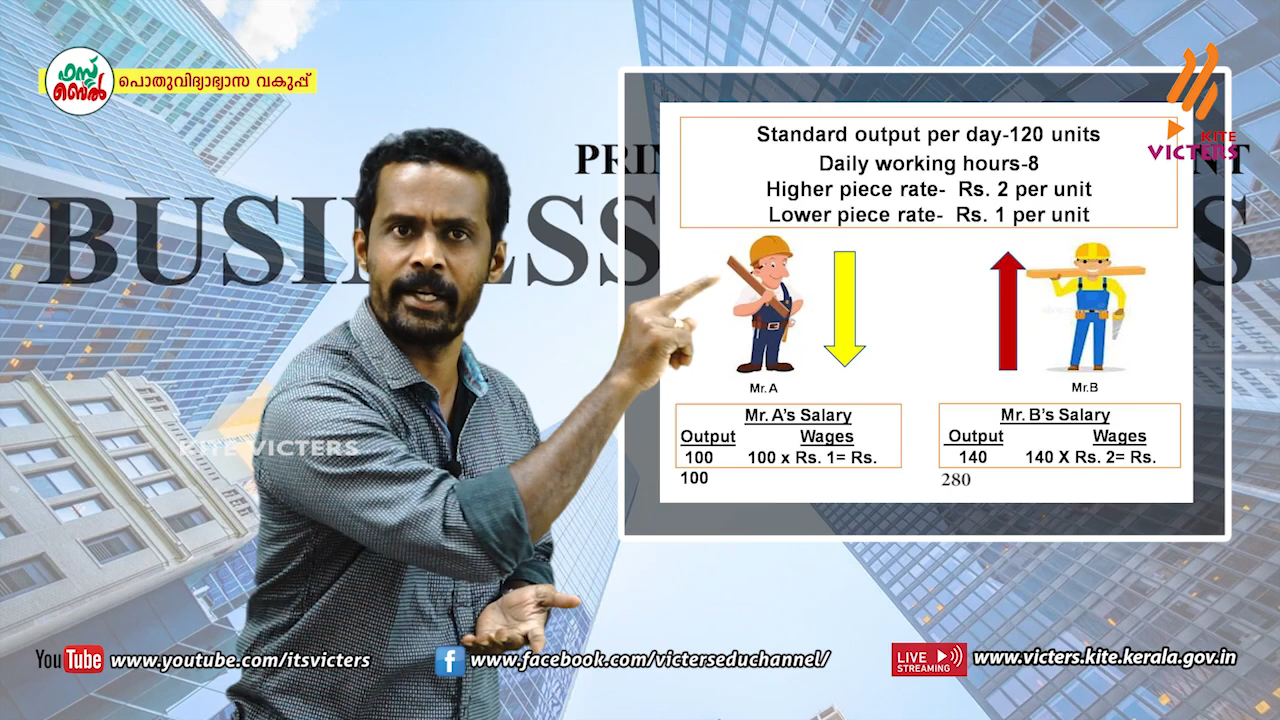 ഫസ്റ്റ്
ബെൽ
പൊതുവിദ്യാഭ്യാസ വകുപ്പ്
KITE
VICTERS
BUSINESS
Standard output per day-120 units
Daily working hours-8
Higher piece rate- Rs. 2 per unit
Lower piece rate- Rs. 1 per unit
Mr. A
Mr.B
Mr. A's Salary
Output Wages
100 100 x Rs. 1= Rs.
100
Mr. B's Salary
Output Wages
140 140 X Rs. 2= Rs.
280
KITE VICTERS
YouTube www.youtube.com/itsvicters
f www.facebook.com/victerseduchannel/
LIVE
STREAMING
www.victers.kite.kerala.gov.in